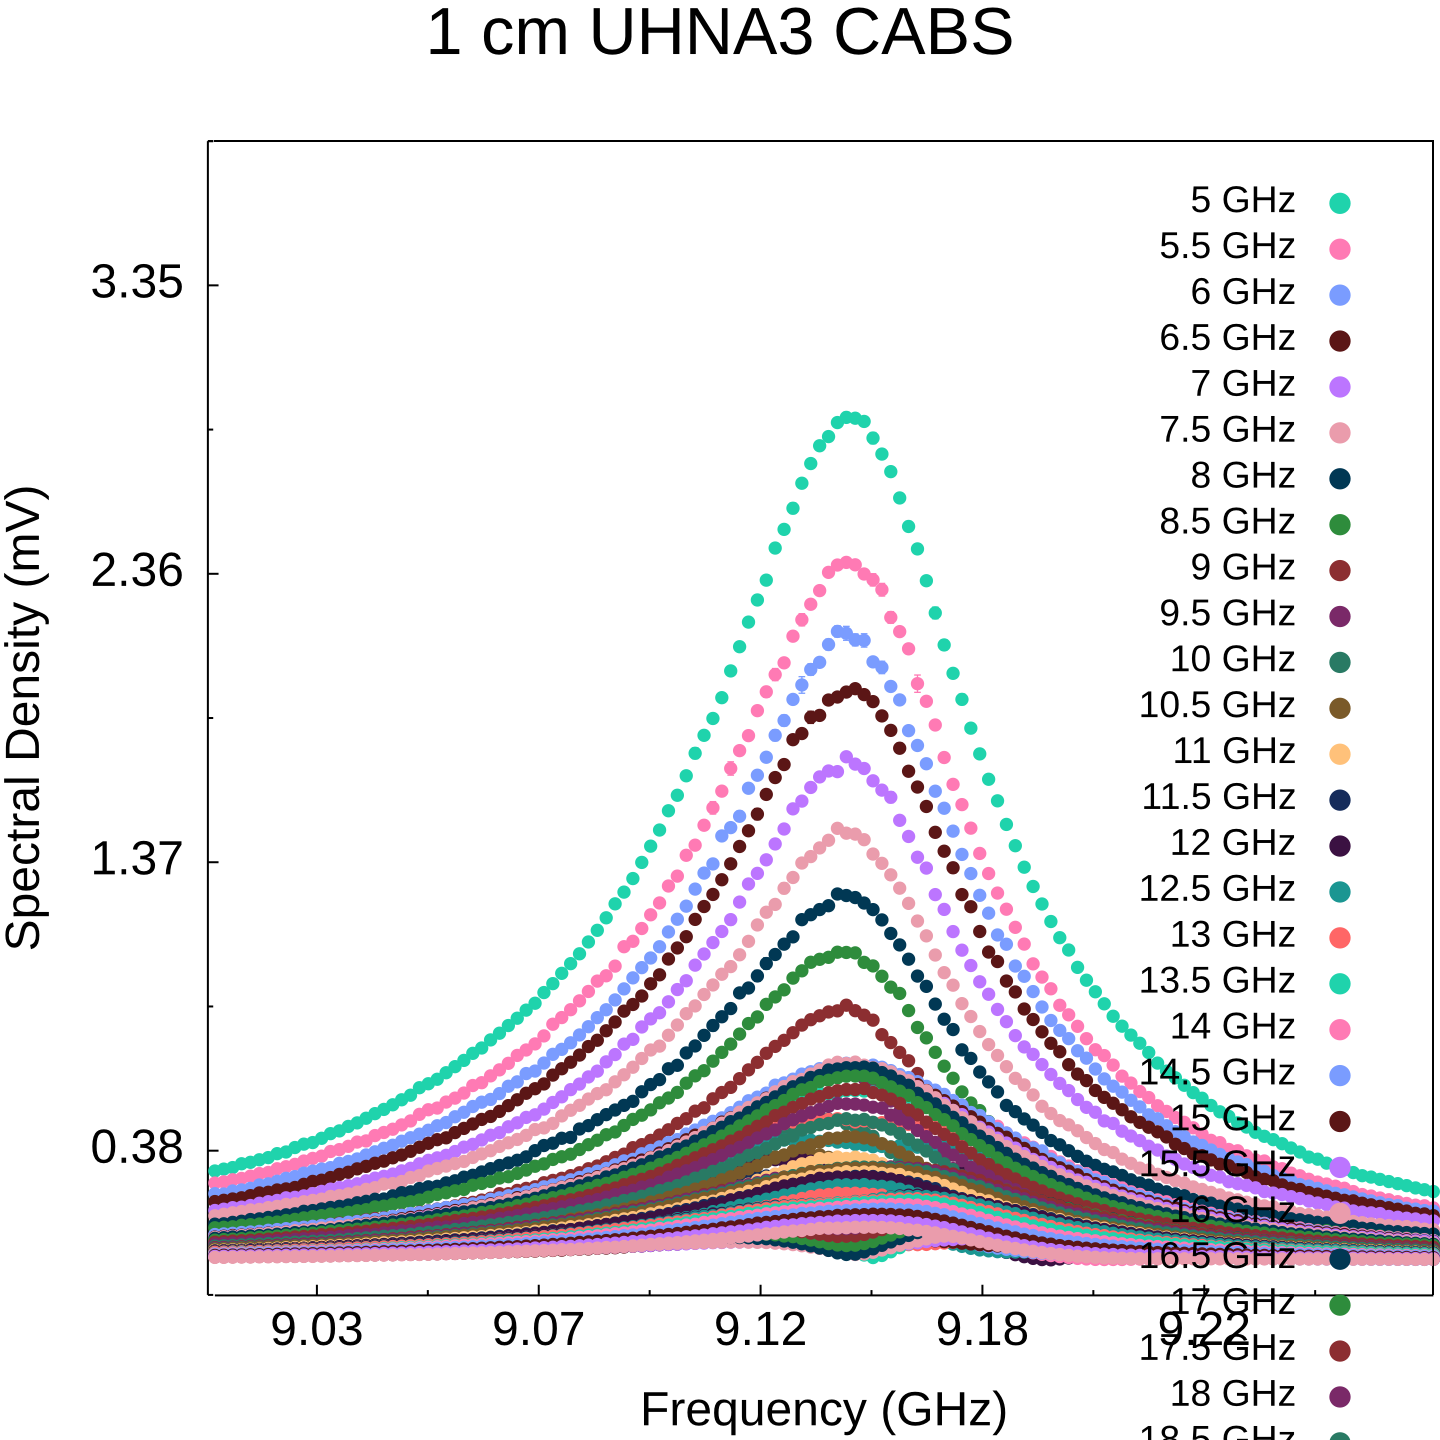 1 cm UHNA3 CABS
Spectral Density (mV)
3.35
2.36
1.37
0.38
5 GHz
5.5 GHz
6 GHz
6.5 GHz
7 GHz
7.5 GHz
8 GHz
8.5 GHz
9 GHz
9.5 GHz
10 GHz
10.5 GHz
11 GHz
11.5 GHz
12 GHz
12.5 GHz
13 GHz
13.5 GHz
14 GHz
14.5 GHz
15 GHz
15.5 GHz
16 GHz
16.5 GHz
17 GHz
17.5 GHz
18 GHz
18.5 GHz
9.03 9.07 9.12 9.18 9.22
Frequency (GHz)